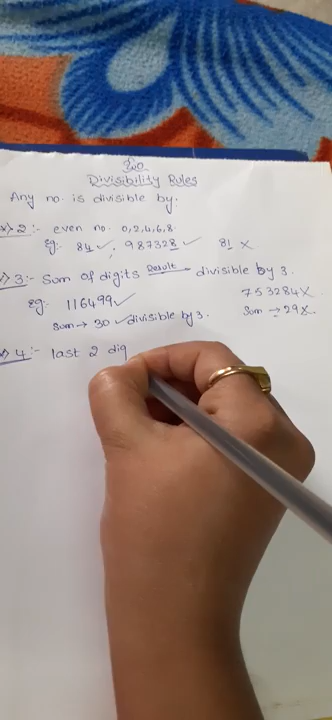 Divisibility Rules
Any no. is divisible by:
2:- even no. 0,2,4,6,8.
Eg:- 84 ✓, 987328 ✓ 81 X
3:- Sum of digits Result → divisible by 3.
Eg: 116499 ✓ 753284 X
Sum → 30 ✓ divisible by 3. Sum → 29 X.
4:- last 2 dig